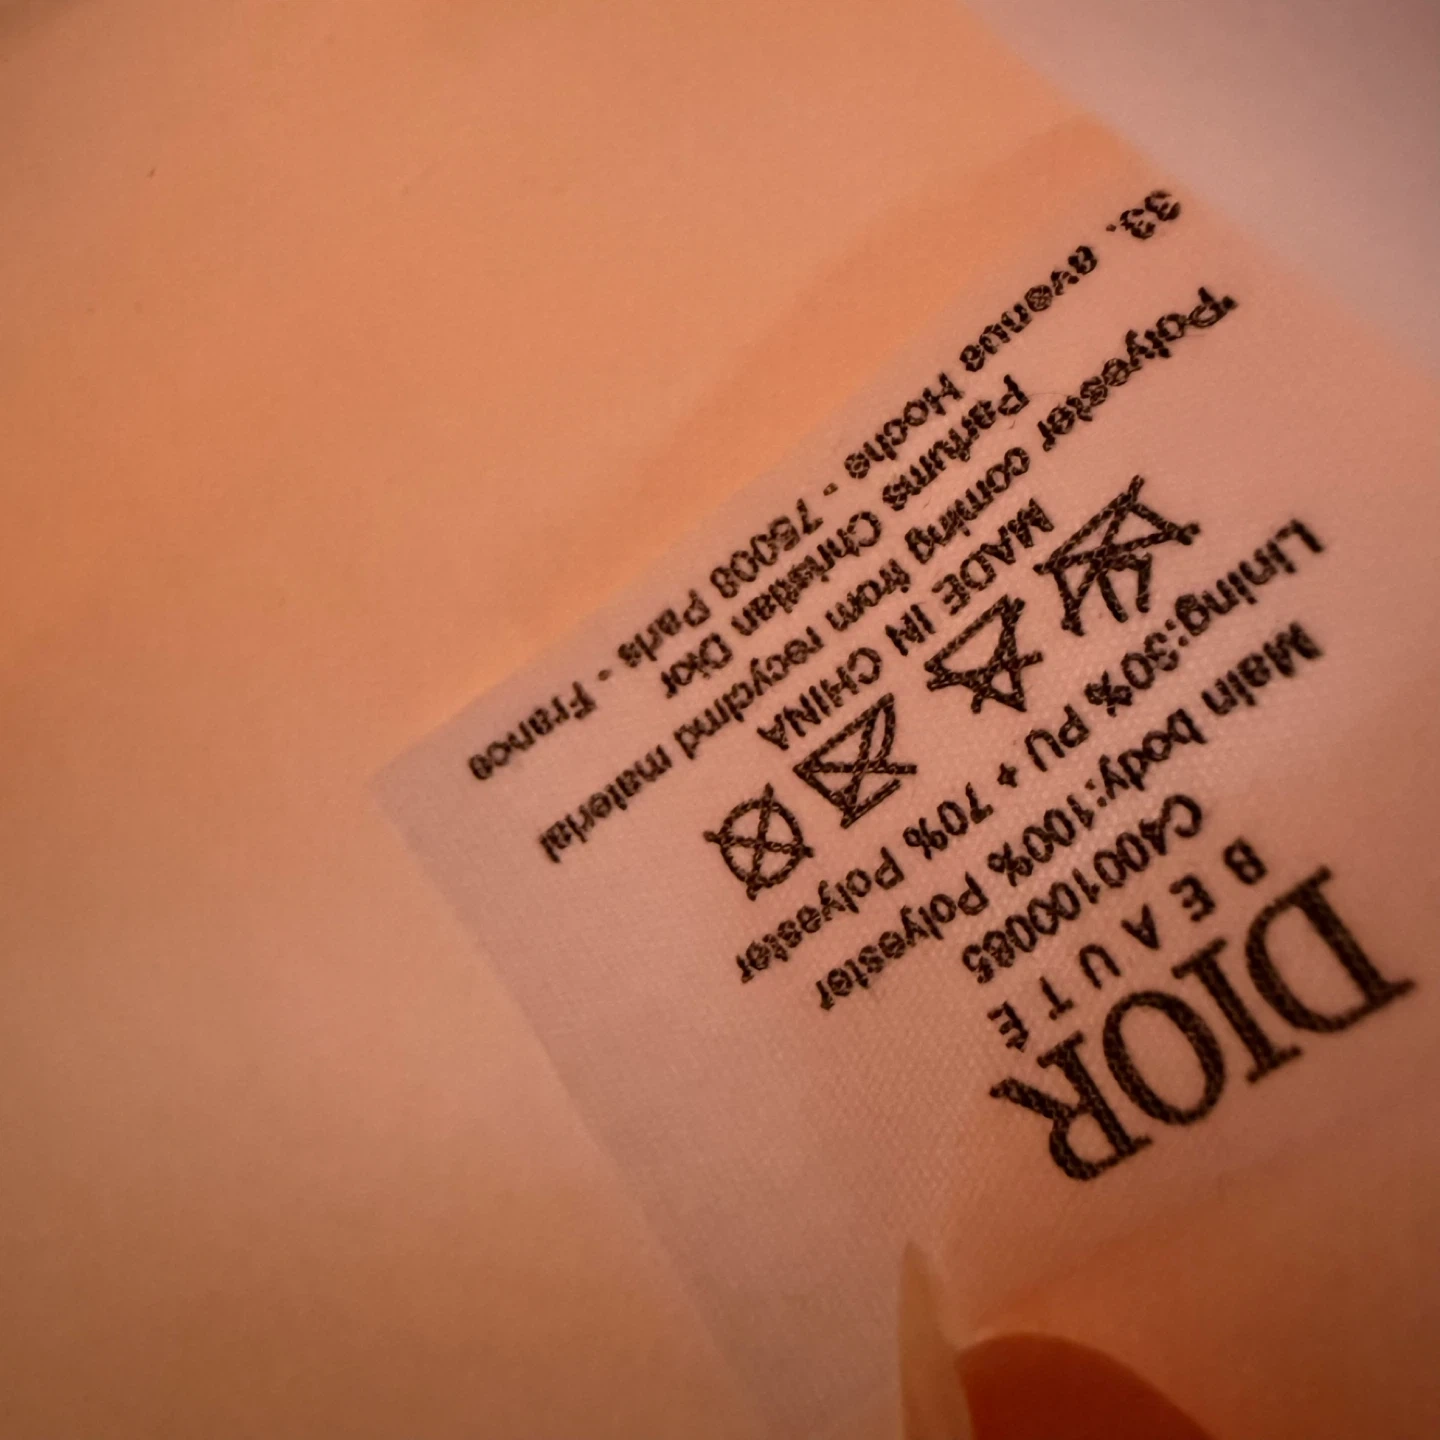 DIOR
BEAUTÉ
C400100085
Main body:100% Polyester
Lining:30% PU + 70% Polyester
MADE IN CHINA
Polyester coming from recyclmd material
Parfums Christian Dior
33, avenue Hoche - 75008 Paris - France